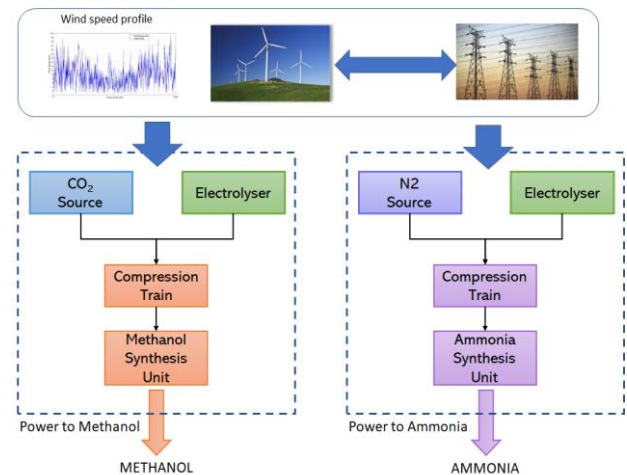 Wind speed profile
CO₂
Source
Electrolyser
N2
Source
Electrolyser
Compression
Train
Compression
Train
Methanol
Synthesis
Unit
Ammonia
Synthesis
Unit
Power to Methanol
Power to Ammonia
METHANOL
AMMONIA